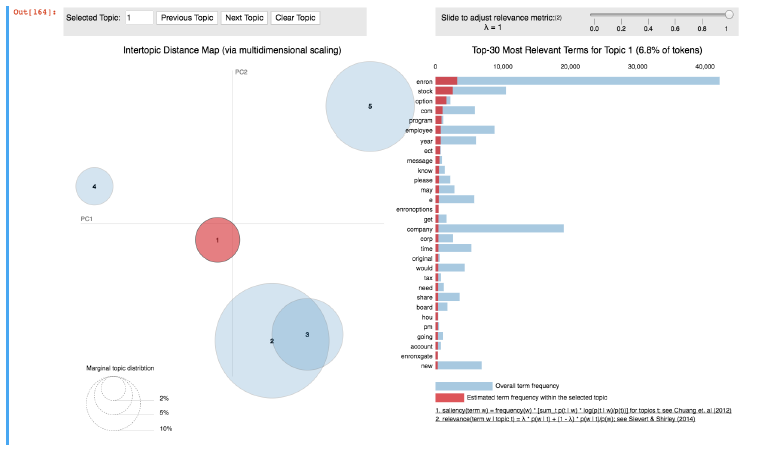 Out[164]:
Selected Topic: 1 Previous Topic Next Topic Clear Topic
Slide to adjust relevance metric:(2)
λ = 1
0.0 0.2 0.4 0.6 0.8 1.0
Intertopic Distance Map (via multidimensional scaling)
PC2
PC1
5
4
1
2
3
Marginal topic distribtion
2%
5%
10%
Top-30 Most Relevant Terms for Topic 1 (6.8% of tokens)
0 10,000 20,000 30,000 40,000
enron
stock
option
com
program
employee
year
ect
message
know
please
may
e
enronoptions
get
company
corp
time
original
would
tax
need
share
board
hou
pm
going
account
enronxgate
new
Overall term frequency
Estimated term frequency within the selected topic
1. saliency(term w) = frequency(w) * [sum_t p(t | w) * log(p(t | w)/p(t))] for topics t; see Chuang et. al (2012)
2. relevance(term w | topic t) = λ * p(w | t) + (1 - λ) * p(w | t)/p(w); see Sievert & Shirley (2014)